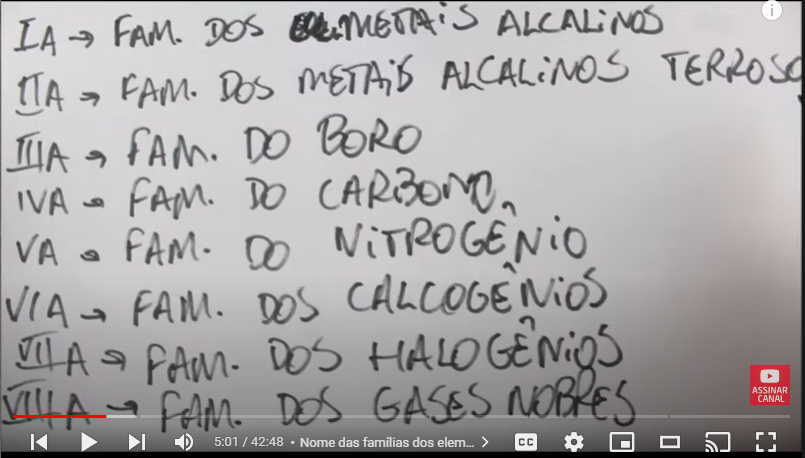 IA → FAM. DOS METAIS ALCALINOS
IIA → FAM. DOS METAIS ALCALINOS TERROSO
IIIA → FAM. DO BORO
IVA → FAM. DO CARBONO
VA → FAM. DO NITROGÊNIO
VIA → FAM. DOS CALCOGÊNIOS
VIIA → FAM. DOS HALOGÊNIOS
VIIIA → FAM. DOS GASES NOBRES
ASSINAR
CANAL
5:01 / 42:48 • Nome das famílias dos elem... >
CC